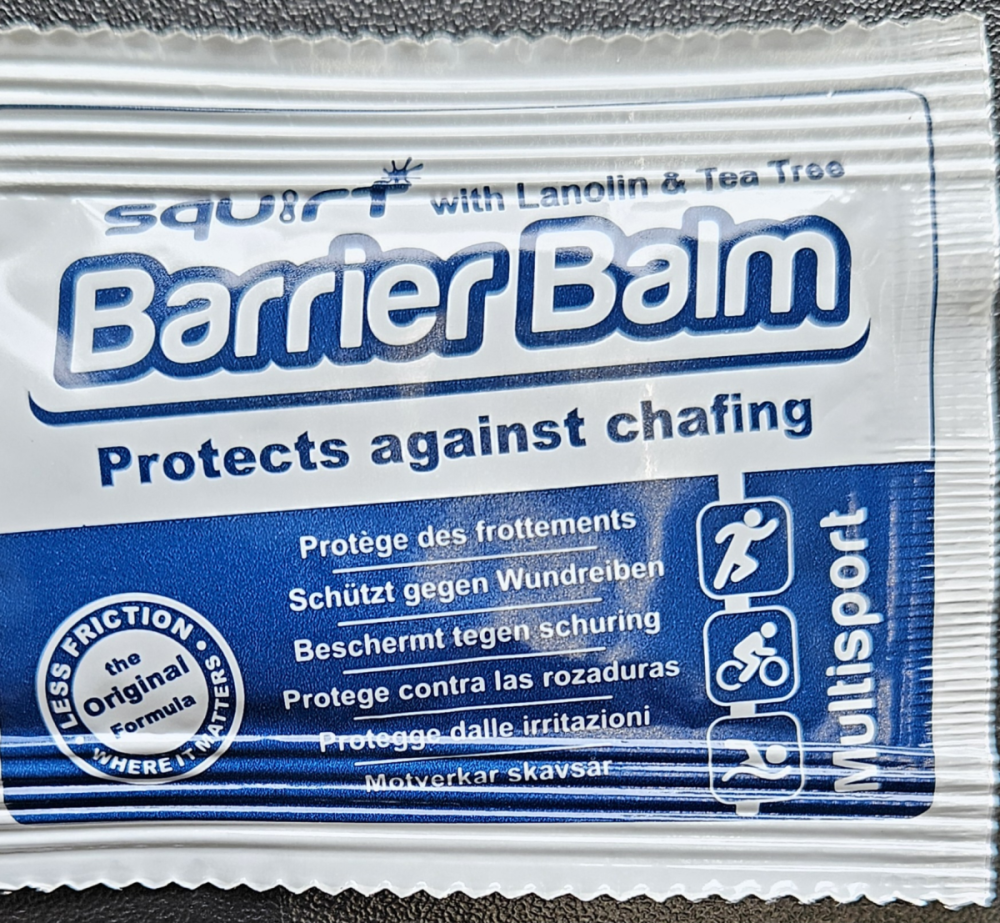 squirt with Lanolin & Tea Tree
Barrier Balm
Protects against chafing
Protège des frottements
Schützt gegen Wundreiben
Beschermt tegen schuring
Protege contra las rozaduras
Protegge dalle irritazioni
Motverkar skavsår
LESS FRICTION
the
Original
Formula
WHERE IT MATTERS
Multisport